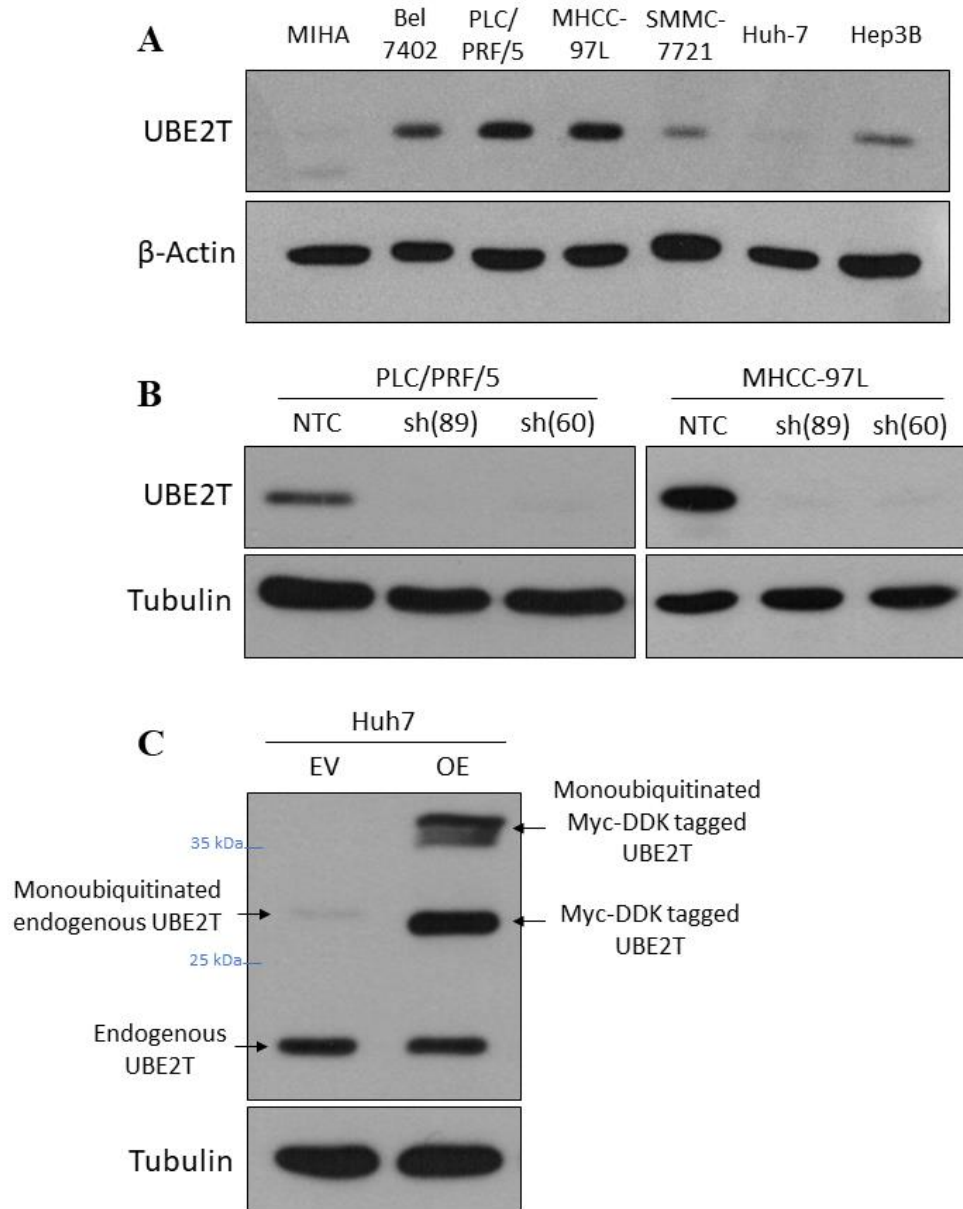 A
MIHA
Bel
7402
PLC/
PRF/5
MHCC-
97L
SMMC-
7721
Huh-7
Hep3B
UBE2T
β-Actin
B
PLC/PRF/5
MHCC-97L
NTC
sh(89)
sh(60)
NTC
sh(89)
sh(60)
UBE2T
Tubulin
C
Huh7
EV
OE
Monoubiquitinated
Myc-DDK tagged
UBE2T
35 kDa
Monoubiquitinated
endogenous UBE2T
Myc-DDK tagged
UBE2T
25 kDa
Endogenous
UBE2T
Tubulin